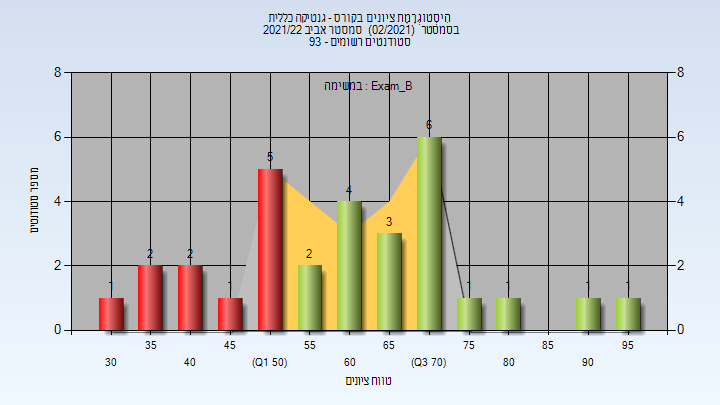 היסטוגרמת ציונים בקורס - גנטיקה כללית
בסמסטר (02/2021) סמסטר אביב 2021/22
סטודנטים רשומים - 93
במשימה : Exam_B
8 8
6 6
4 4
2 2
0 0
1 2 2 1 5 2 4 3 6 1 1 1 1
מספר סטודנטים
35 45 55 65 75 85 95
30 40 (Q1 50) 60 (Q3 70) 80 90
טווח ציונים